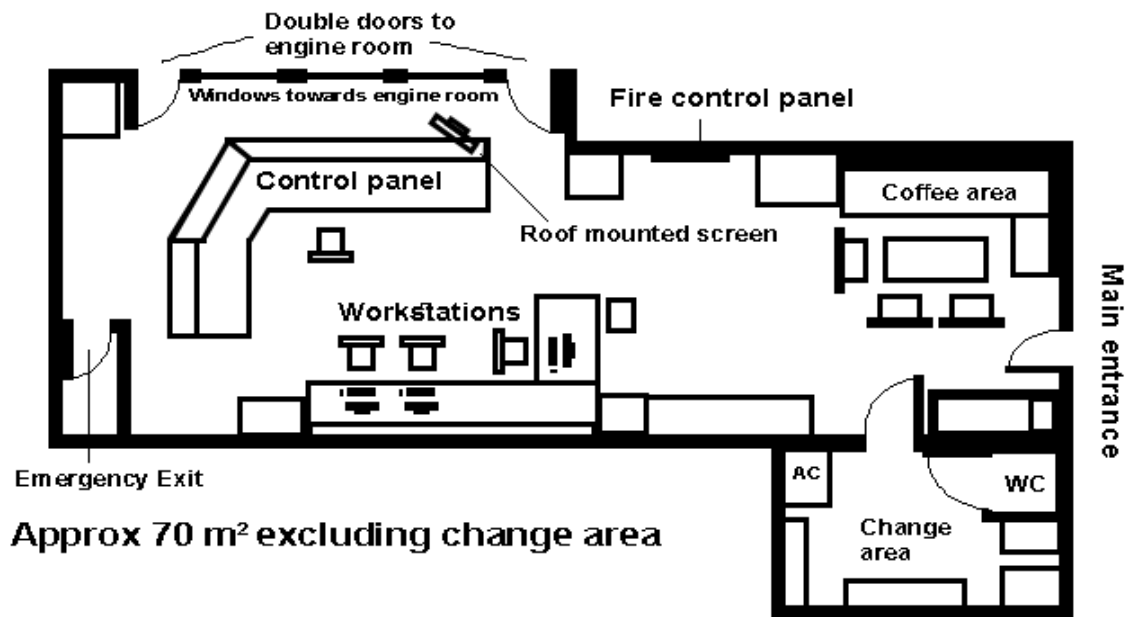 Double doors to
engine room
Windows towards engine room
Fire control panel
Control panel
Coffee area
Roof mounted screen
Main entrance
Workstations
Emergency Exit
AC
WC
Change
area
Approx 70 m² excluding change area